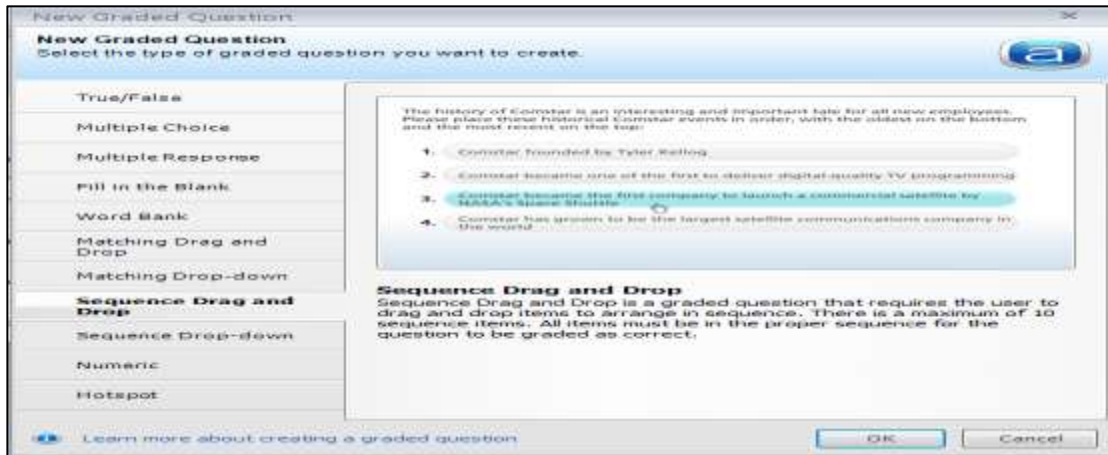 New Graded Question
New Graded Question
Select the type of graded question you want to create.
a
True/False
Multiple Choice
Multiple Response
Fill in the Blank
Word Bank
Matching Drag and
Drop
Matching Drop-down
Sequence Drag and
Drop
Sequence Drop-down
Numeric
Hotspot
The history of Comstar is an interesting and important tale for all new employees.
Please place these historical Comstar events in order, with the oldest on the bottom
and the most recent on the top:
1. Comstar founded by Tyler Kellog
2. Comstar became one of the first to deliver digital-quality TV programming
3. Comstar became the first company to launch a commercial satellite by
NASA's Space Shuttle
4. Comstar has grown to be the largest satellite communications company in
the world
Sequence Drag and Drop
Sequence Drag and Drop is a graded question that requires the user to
drag and drop items to arrange in sequence. There is a maximum of 10
sequence items. All items must be in the proper sequence for the
question to be graded as correct.
Learn more about creating a graded question
OK
Cancel